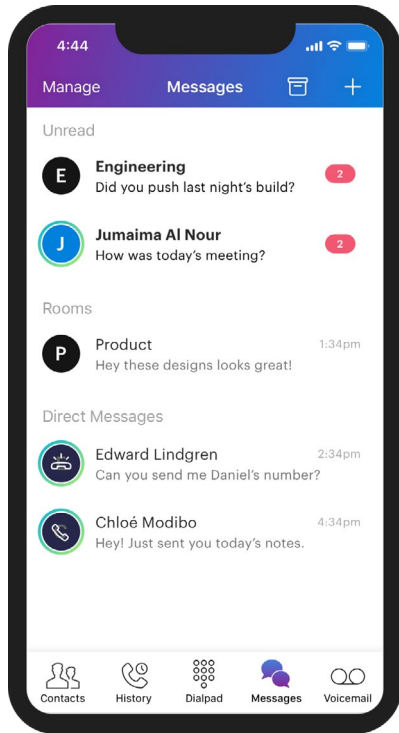 4:44
Manage Messages
Unread
E Engineering 2
Did you push last night's build?
J Jumaima Al Nour 2
How was today's meeting?
Rooms
P Product 1:34pm
Hey these designs looks great!
Direct Messages
Edward Lindgren 2:34pm
Can you send me Daniel's number?
Chloé Modibo 4:34pm
Hey! Just sent you today's notes.
Contacts History Dialpad Messages Voicemail